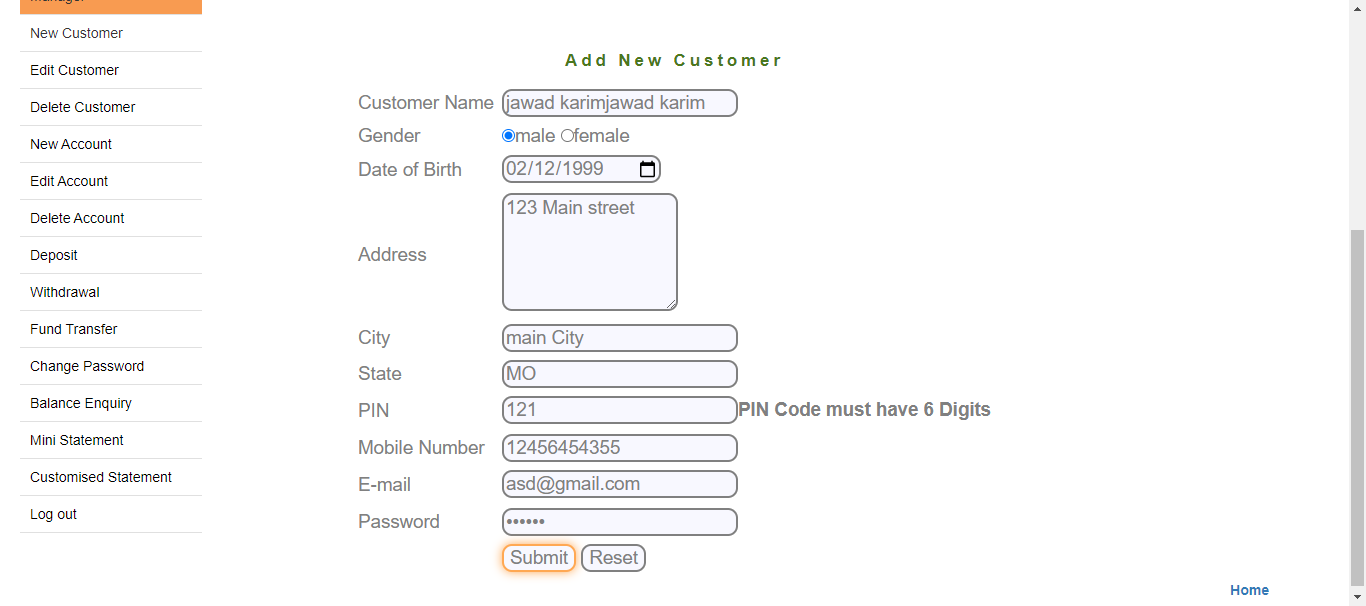 Manager
New Customer
Edit Customer
Delete Customer
New Account
Edit Account
Delete Account
Deposit
Withdrawal
Fund Transfer
Change Password
Balance Enquiry
Mini Statement
Customised Statement
Log out
Add New Customer
Customer Name jawad karimjawad karim
Gender male female
Date of Birth 02/12/1999
Address 123 Main street
City main City
State MO
PIN 121 PIN Code must have 6 Digits
Mobile Number 12456454355
E-mail asd@gmail.com
Password ••••••
Submit Reset
Home